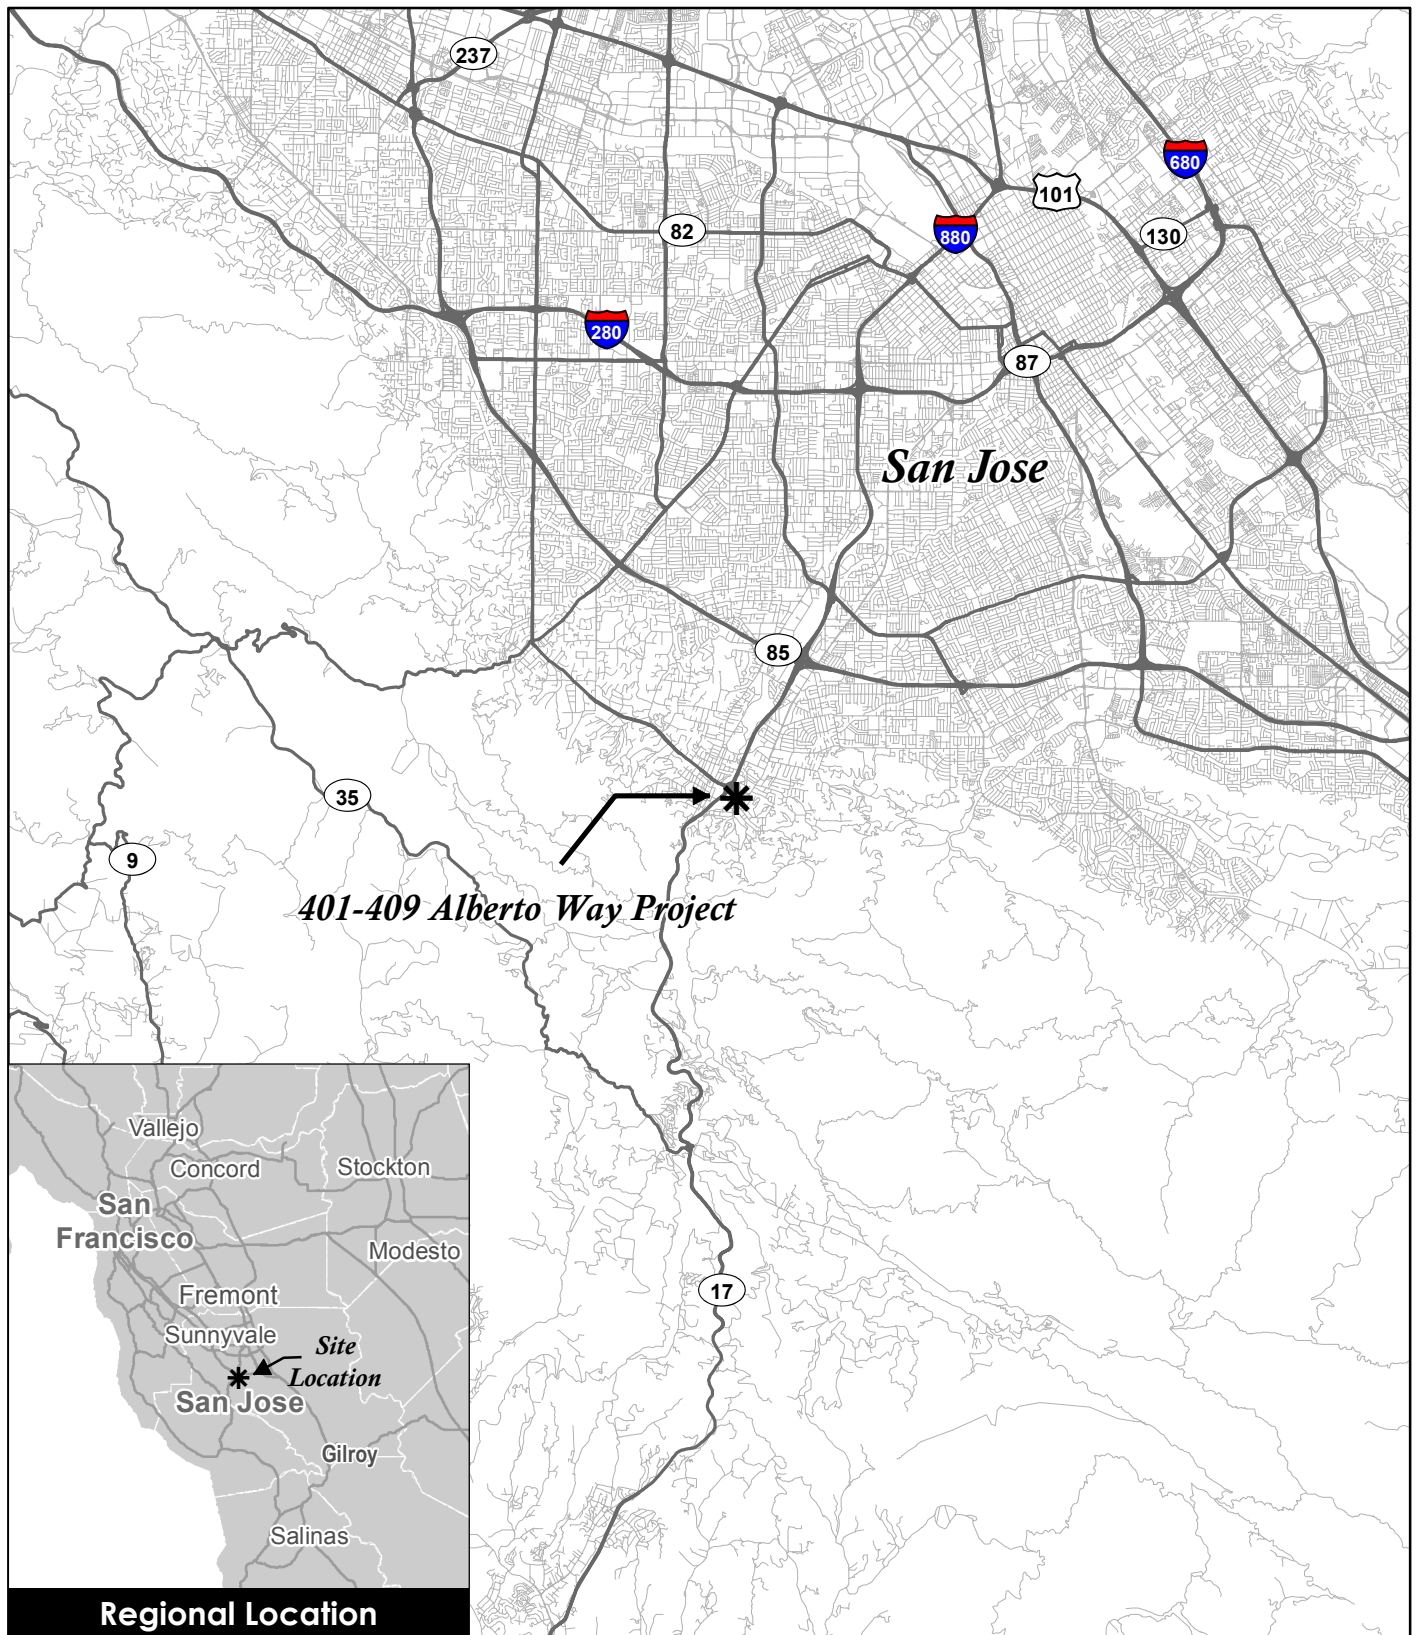 237
680
101
82
880
130
280
87
San Jose
85
35
9
401-409 Alberto Way Project
17
Vallejo
Concord
Stockton
San
Francisco
Modesto
Fremont
Sunnyvale
Site
Location
San Jose
Gilroy
Salinas
Regional Location